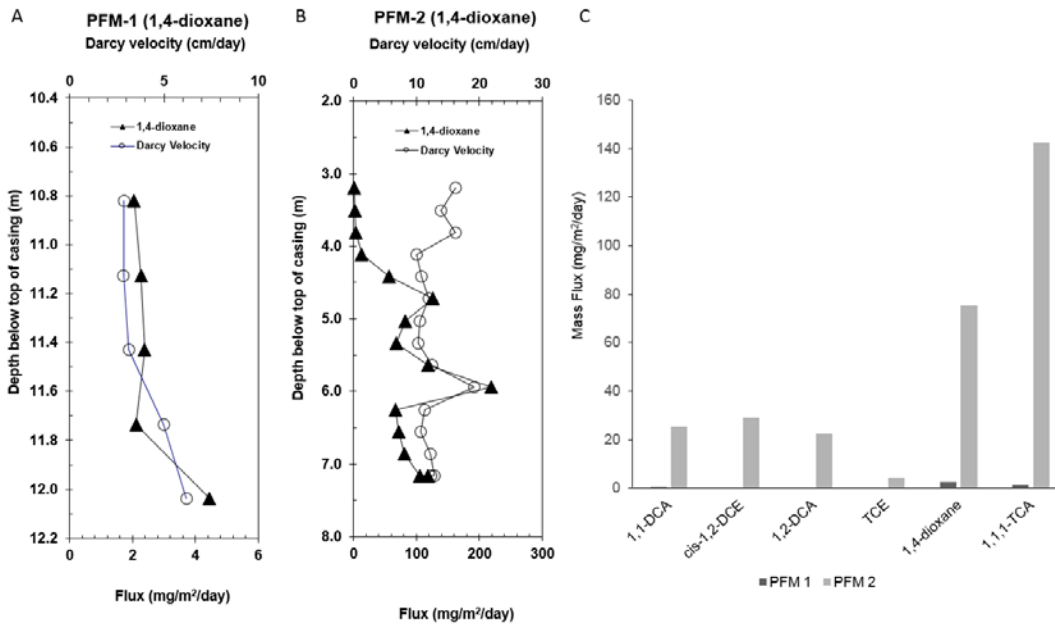 A
PFM-1 (1,4-dioxane)
Darcy velocity (cm/day)
0 5 10
10.4
10.6
10.8
11.0
11.2
11.4
11.6
11.8
12.0
12.2
Depth below top of casing (m)
1,4-dioxane
Darcy Velocity
0 2 4 6
Flux (mg/m²/day)
B
PFM-2 (1,4-dioxane)
Darcy velocity (cm/day)
0 10 20 30
2.0
3.0
4.0
5.0
6.0
7.0
8.0
Depth below top of casing (m)
1,4-dioxane
Darcy Velocity
0 100 200 300
Flux (mg/m²/day)
C
160
140
120
100
80
60
40
20
0
Mass Flux (mg/m²/day)
1,1-DCA
cis-1,2-DCE
1,2-DCA
TCE
1,4-dioxane
1,1,1-TCA
PFM 1 PFM 2